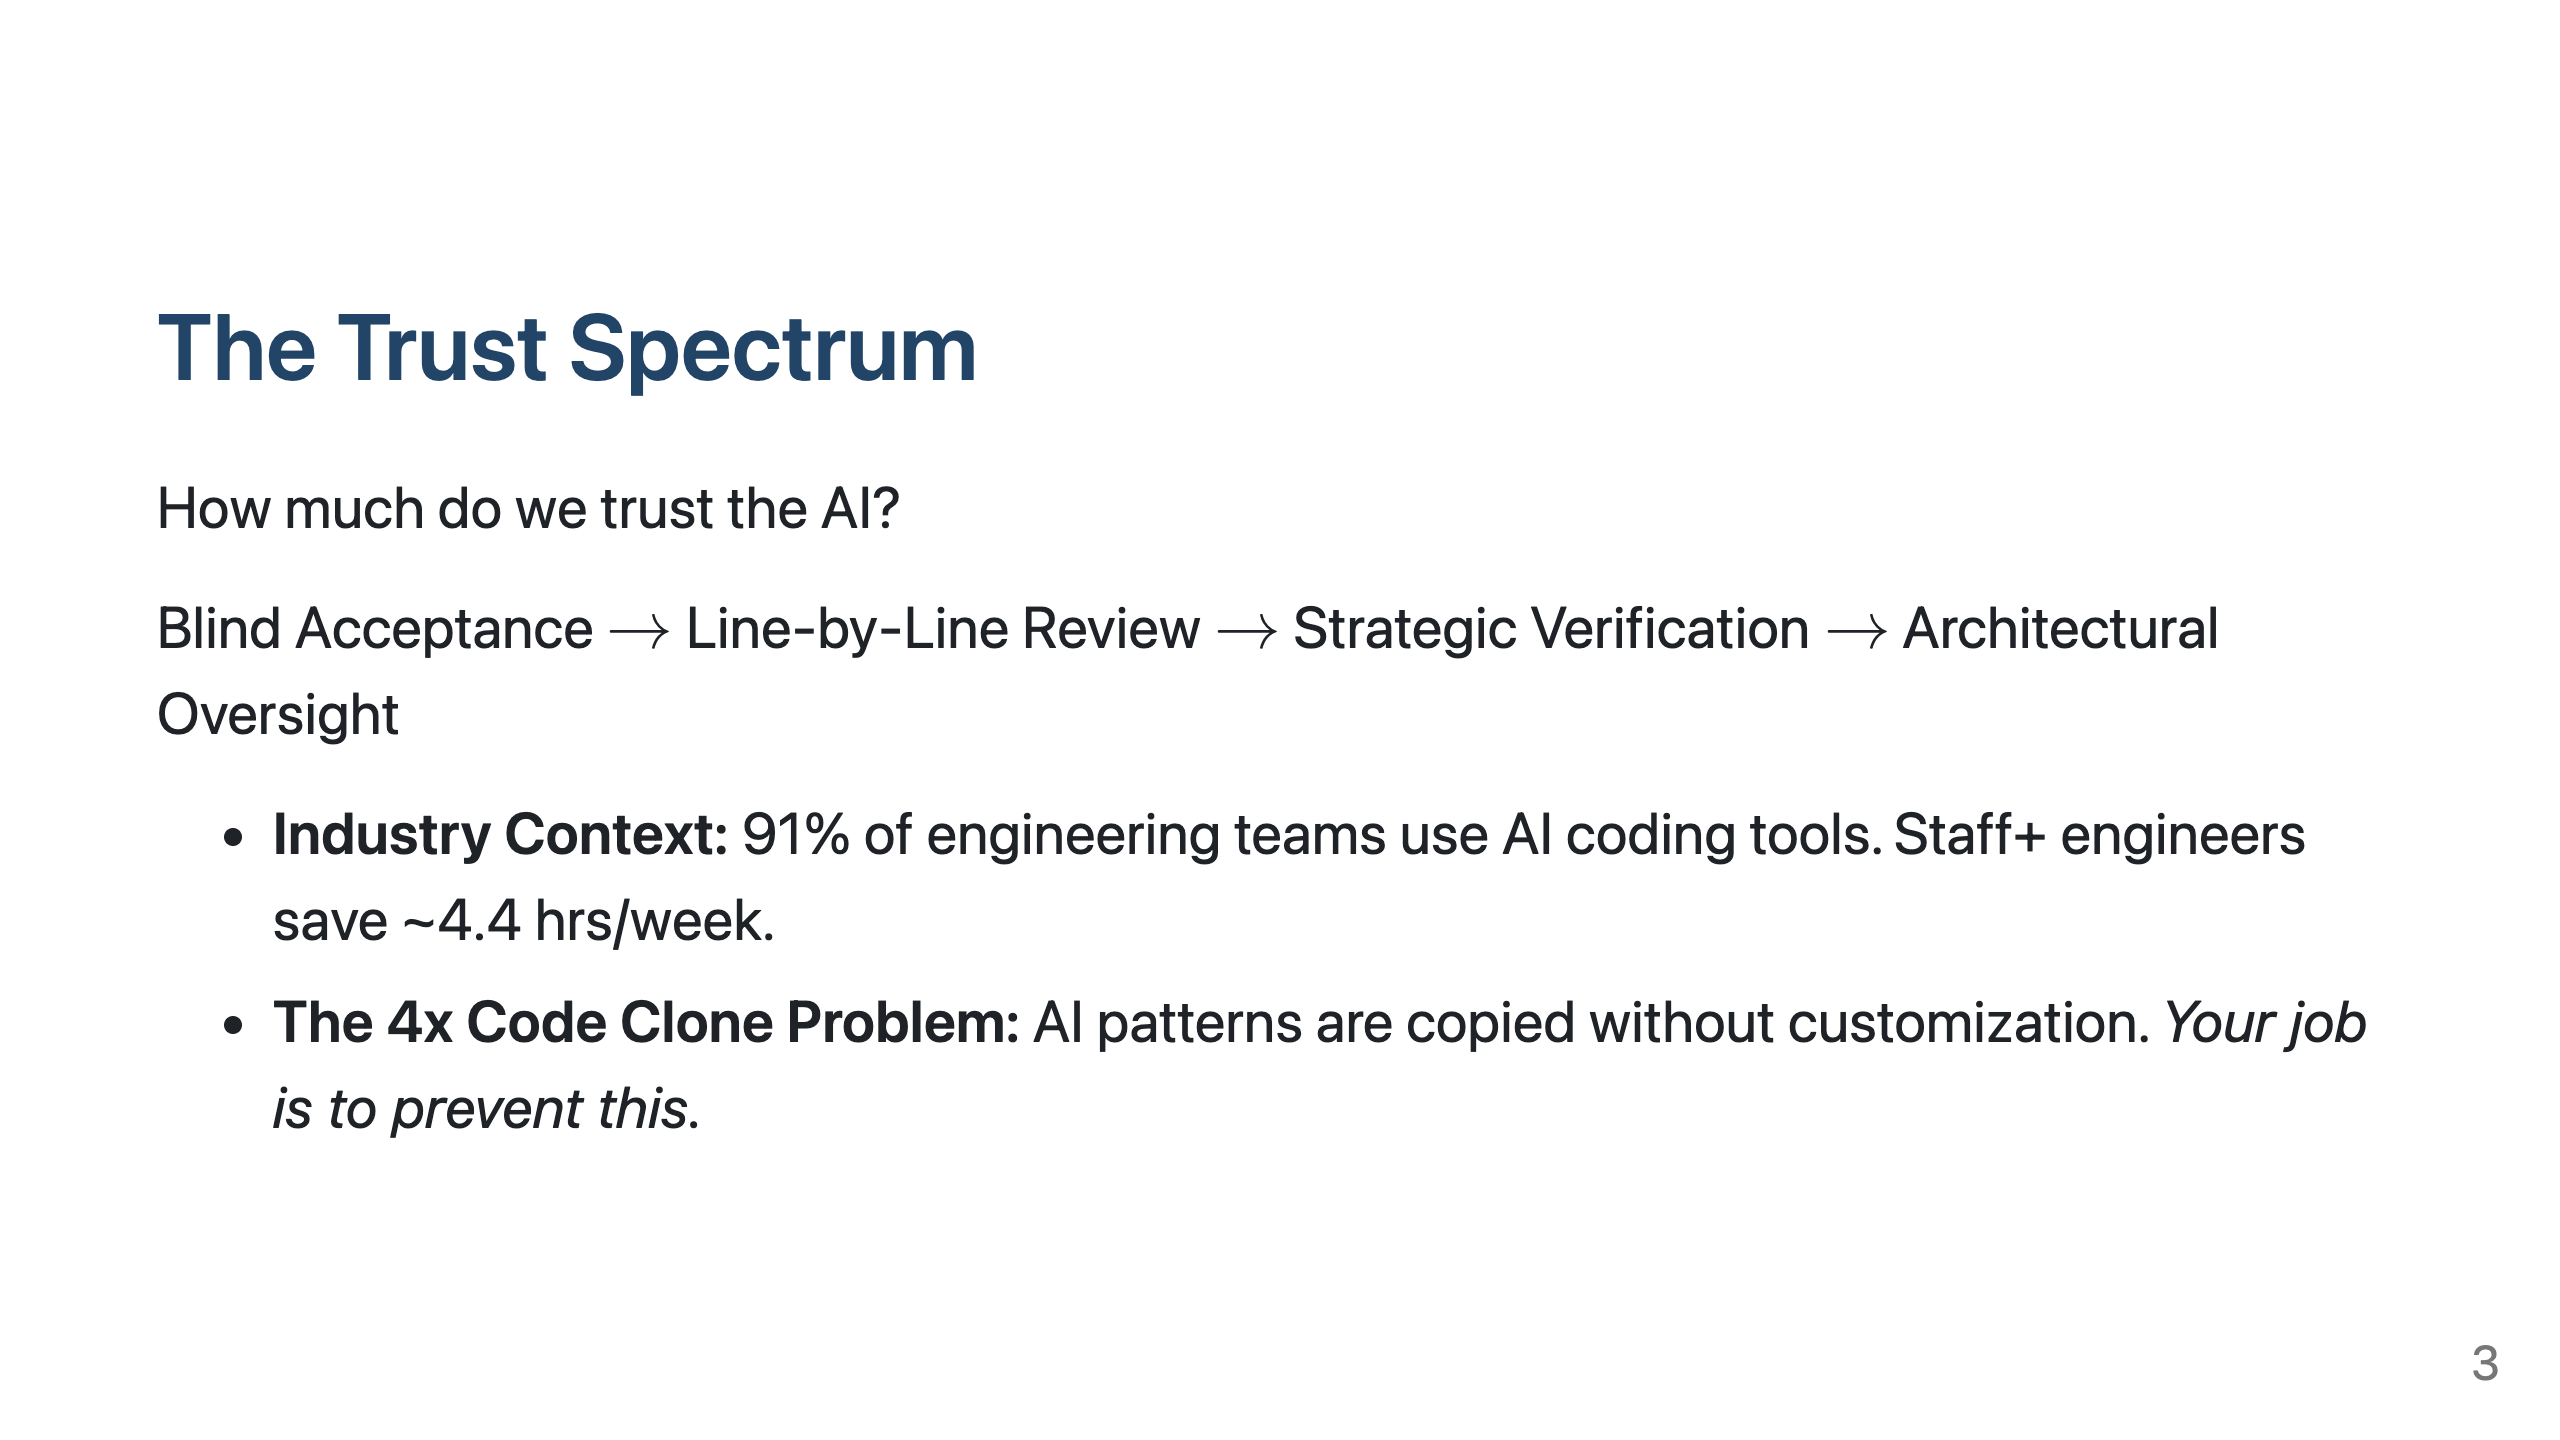 The Trust Spectrum
How much do we trust the AI?
Blind Acceptance → Line-by-Line Review → Strategic Verification → Architectural
Oversight
• Industry Context: 91% of engineering teams use AI coding tools. Staff+ engineers
save ~4.4 hrs/week.
• The 4x Code Clone Problem: AI patterns are copied without customization. Your job
is to prevent this.
3